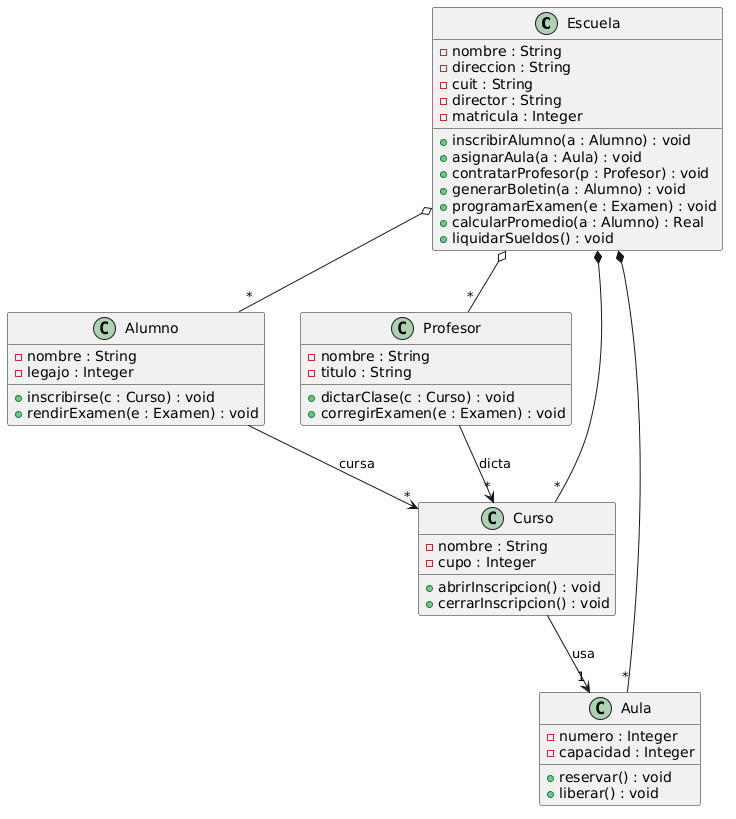 C Escuela
nombre : String
direccion : String
cuit : String
director : String
matricula : Integer
inscribirAlumno(a : Alumno) : void
asignarAula(a : Aula) : void
contratarProfesor(p : Profesor) : void
generarBoletin(a : Alumno) : void
programarExamen(e : Examen) : void
calcularPromedio(a : Alumno) : Real
liquidarSueldos() : void
*
*
C Alumno
nombre : String
legajo : Integer
inscribirse(c : Curso) : void
rendirExamen(e : Examen) : void
C Profesor
nombre : String
titulo : String
dictarClase(c : Curso) : void
corregirExamen(e : Examen) : void
cursa
*
dicta
*
*
C Curso
nombre : String
cupo : Integer
abrirInscripcion() : void
cerrarInscripcion() : void
usa
1
*
C Aula
numero : Integer
capacidad : Integer
reservar() : void
liberar() : void